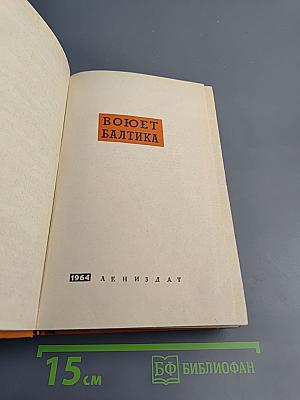 ВОЮЕТ
БАЛТИКА
1964 ЛЕНИЗДАТ
15 см
БФ БИБЛИОФАН